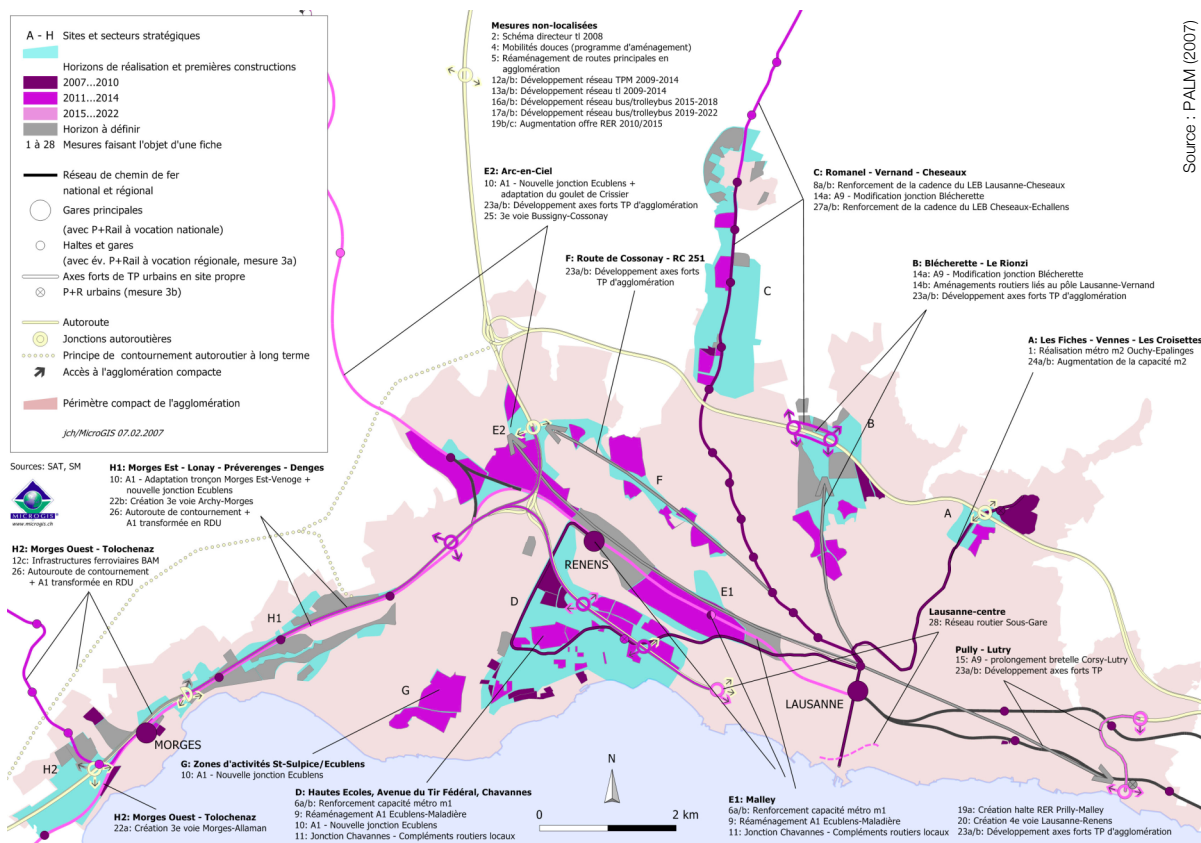 Source : PALM (2007)
A - H Sites et secteurs stratégiques
Horizons de réalisation et premières constructions
2007...2010
2011...2014
2015...2022
Horizon à définir
1 à 28 Mesures faisant l'objet d'une fiche
Réseau de chemin de fer
national et régional
Gares principales
(avec P+Rail à vocation nationale)
Haltes et gares
(avec év. P+Rail à vocation régionale, mesure 3a)
Axes forts de TP urbains en site propre
P+R urbains (mesure 3b)
Autoroute
Jonctions autoroutières
Principe de contournement autoroutier à long terme
Accès à l'agglomération compacte
Périmètre compact de l'agglomération
jch/MicroGIS 07.02.2007
Sources: SAT, SM
MICROGIS
www.microgis.ch
Mesures non-localisées
2: Schéma directeur tl 2008
4: Mobilités douces (programme d'aménagement)
5: Réaménagement de routes principales en
agglomération
12a/b: Développement réseau TPM 2009-2014
13a/b: Développement réseau tl 2009-2014
16a/b: Développement réseau bus/trolleybus 2015-2018
17a/b: Développement réseau bus/trolleybus 2019-2022
19b/c: Augmentation offre RER 2010/2015
E2: Arc-en-Ciel
10: A1 - Nouvelle jonction Ecublens +
adaptation du goulet de Crissier
23a/b: Développement axes forts TP d'agglomération
25: 3e voie Bussigny-Cossonay
C: Romanel - Vernand - Cheseaux
8a/b: Renforcement de la cadence du LEB Lausanne-Cheseaux
14a: A9 - Modification jonction Blécherette
27a/b: Renforcement de la cadence du LEB Cheseaux-Echallens
F: Route de Cossonay - RC 251
23a/b: Développement axes forts
TP d'agglomération
B: Blécherette - Le Rionzi
14a: A9 - Modification jonction Blécherette
14b: Aménagements routiers liés au pôle Lausanne-Vernand
23a/b: Développement axes forts TP d'agglomération
A: Les Fiches - Vennes - Les Croisettes
1: Réalisation métro m2 Ouchy-Epalinges
24a/b: Augmentation de la capacité m2
H1: Morges Est - Lonay - Préverenges - Denges
10: A1 - Adaptation tronçon Morges Est-Venoge +
nouvelle jonction Ecublens
22b: Création 3e voie Archy-Morges
26: Autoroute de contournement +
A1 transformée en RDU
H2: Morges Ouest - Tolochenaz
12c: Infrastructures ferroviaires BAM
26: Autouroute de contournement
+ A1 transformée en RDU
C
E2
B
F
A
RENENS
E1
D
H1
G
H2
MORGES
LAUSANNE
Lausanne-centre
28: Réseau routier Sous-Gare
Pully - Lutry
15: A9 - prolongement bretelle Corsy-Lutry
23a/b: Développement axes forts TP
G: Zones d'activités St-Sulpice/Ecublens
10: A1 - Nouvelle jonction Ecublens
H2: Morges Ouest - Tolochenaz
22a: Création 3e voie Morges-Allaman
D: Hautes Ecoles, Avenue du Tir Fédéral, Chavannes
6a/b: Renforcement capacité métro m1
9: Réaménagement A1 Ecublens-Maladière
10: A1 - Nouvelle jonction Ecublens
11: Jonction Chavannes - Compléments routiers locaux
N
0 2 km
E1: Malley
6a/b: Renforcement capacité métro m1
9: Réaménagement A1 Ecublens-Maladière
11: Jonction Chavannes - Compléments routiers locaux
19a: Création halte RER Prilly-Malley
20: Création 4e voie Lausanne-Renens
23a/b: Développement axes forts TP d'agglomération